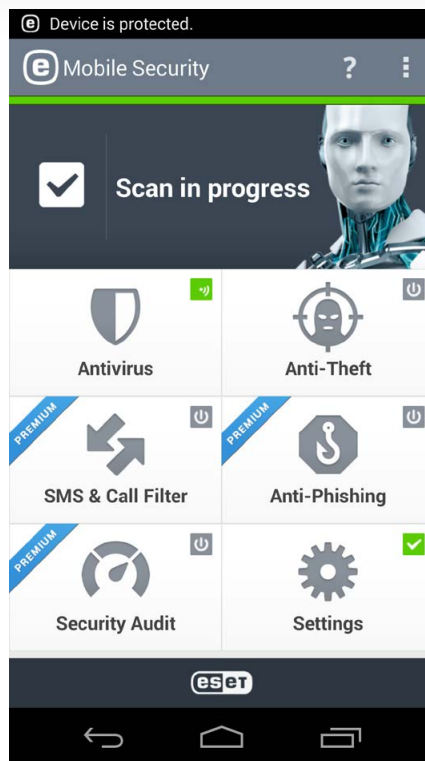 e Device is protected.
e Mobile Security ?
Scan in progress
Antivirus
Anti-Theft
PREMIUM
SMS & Call Filter
PREMIUM
Anti-Phishing
PREMIUM
Security Audit
Settings
eset